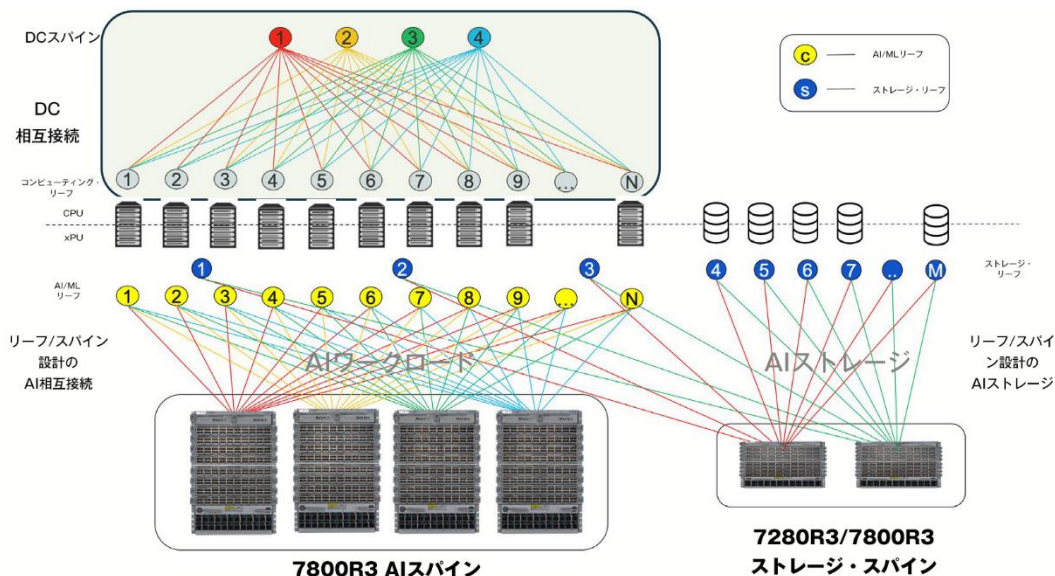 DCスパイン
1 2 3 4
C AI/MLリーフ
S ストレージ・リーフ
DC
相互接続
コンピューティング・
リーフ
1 2 3 4 5 6 7 8 9 ... N
CPU
xPU
1 2 3
4 5 6 7 .. M
ストレージ・
リーフ
AI/ML
リーフ
1 2 3 4 5 6 7 8 9 ... N
リーフ/スパイン
設計の
AI相互接続
AIワークロード
AIストレージ
リーフ/スパイ
ン設計の
AIストレージ
7800R3 AIスパイン
7280R3/7800R3
ストレージ・スパイン